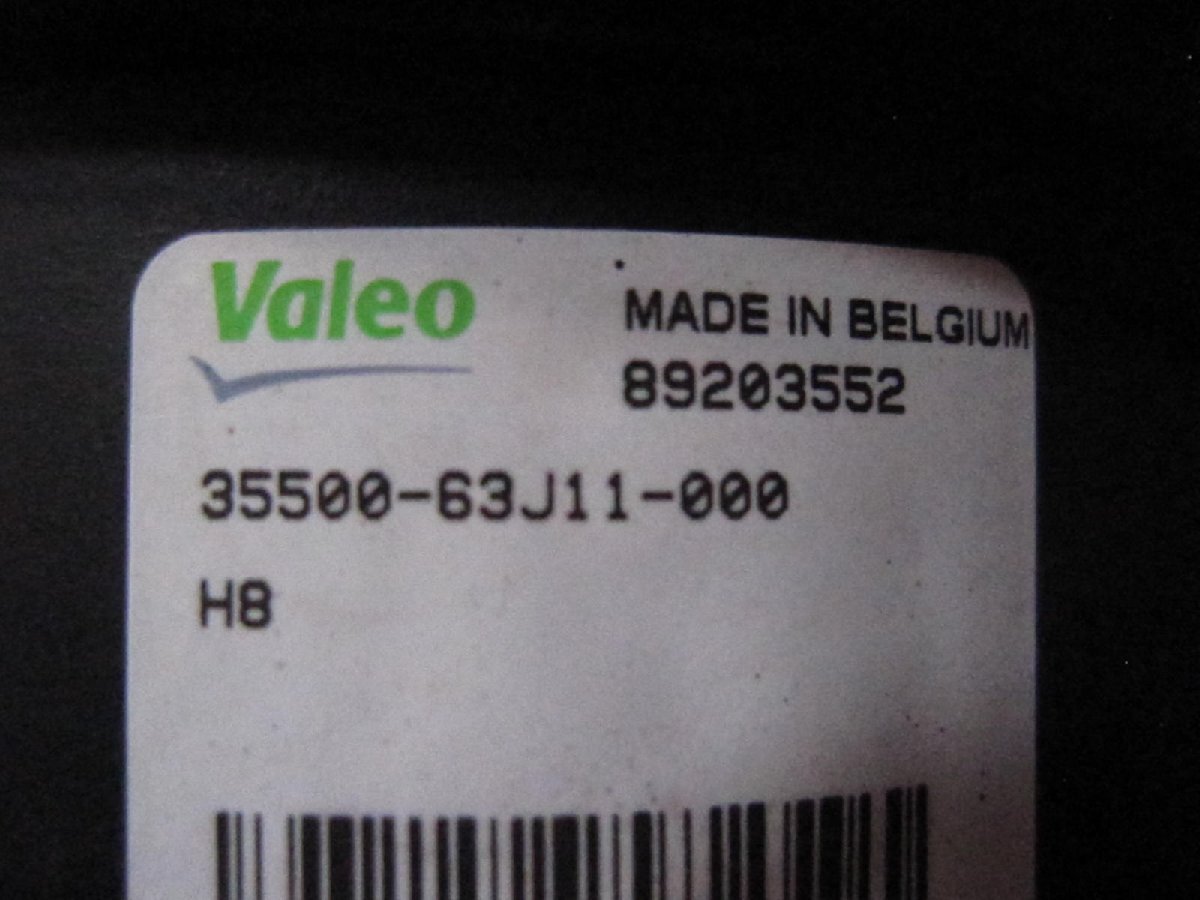 Valeo
MADE IN BELGIUM
89203552
35500-63J11-000
H8